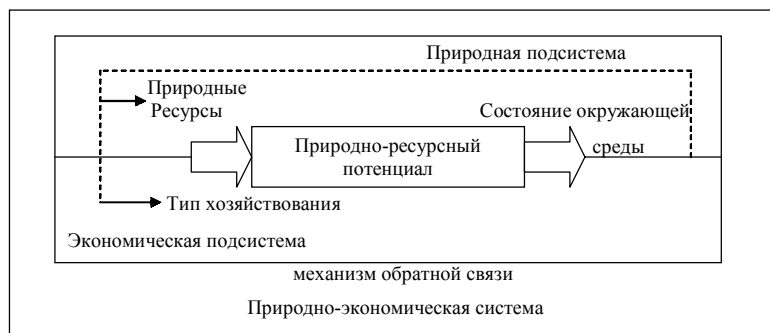 Природная подсистема
Природные
Ресурсы
Состояние окружающей
среды
Природно-ресурсный
потенциал
Тип хозяйствования
Экономическая подсистема
механизм обратной связи
Природно-экономическая система